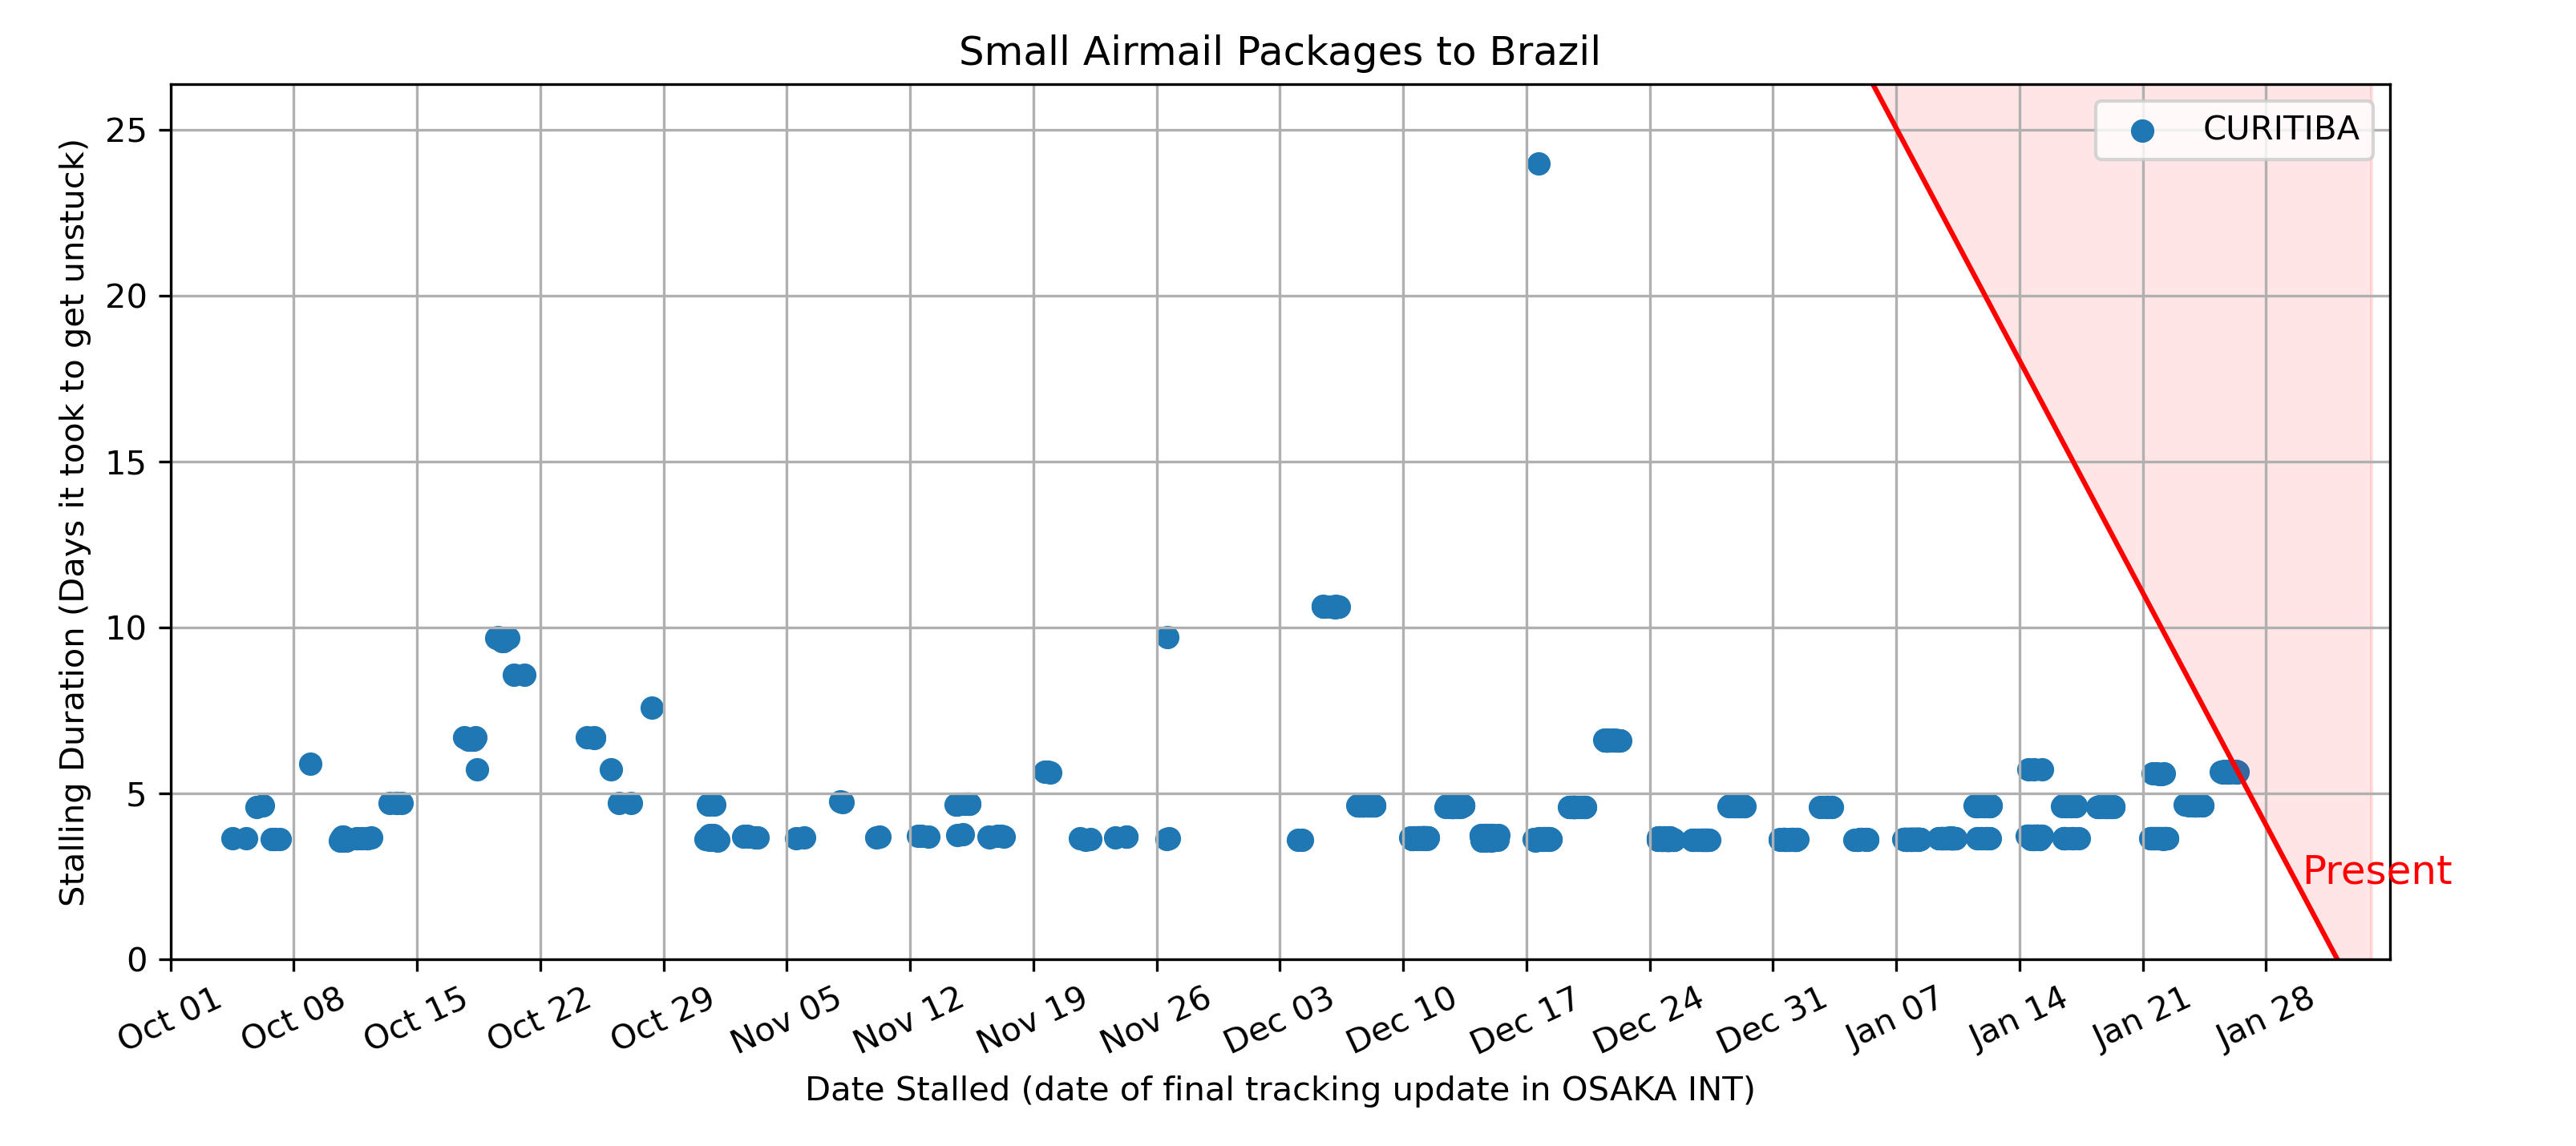 Small Airmail Packages to Brazil
CURITIBA
Stalling Duration (Days it took to get unstuck)
25
20
15
10
5
0
Present
Oct 01
Oct 08
Oct 15
Oct 22
Oct 29
Nov 05
Nov 12
Nov 19
Nov 26
Dec 03
Dec 10
Dec 17
Dec 24
Dec 31
Jan 07
Jan 14
Jan 21
Jan 28
Date Stalled (date of final tracking update in OSAKA INT)